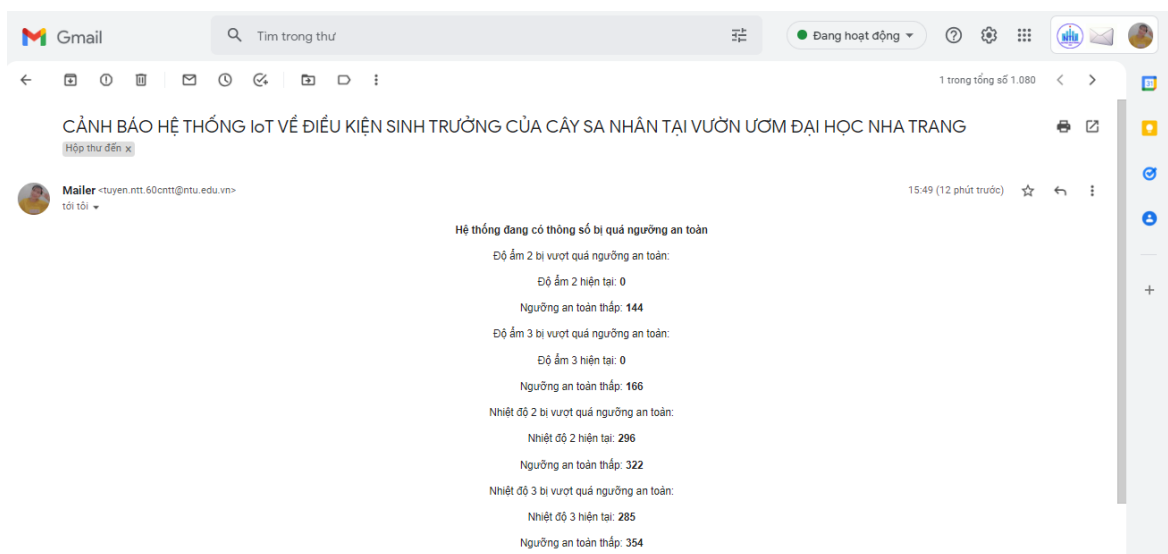 Gmail
Tìm trong thư
Đang hoạt động
1 trong tổng số 1.080
CẢNH BÁO HỆ THỐNG IoT VỀ ĐIỀU KIỆN SINH TRƯỞNG CỦA CÂY SA NHÂN TẠI VƯỜN ƯƠM ĐẠI HỌC NHA TRANG
Hộp thư đến x
Mailer <tuyen.ntt.60cntt@ntu.edu.vn>
15:49 (12 phút trước)
tới tôi
Hệ thống đang có thông số bị quá ngưỡng an toàn
Độ ẩm 2 bị vượt quá ngưỡng an toàn:
Độ ẩm 2 hiện tại: 0
Ngưỡng an toàn thấp: 144
Độ ẩm 3 bị vượt quá ngưỡng an toàn:
Độ ẩm 3 hiện tại: 0
Ngưỡng an toàn thấp: 166
Nhiệt độ 2 bị vượt quá ngưỡng an toàn:
Nhiệt độ 2 hiện tại: 296
Ngưỡng an toàn thấp: 322
Nhiệt độ 3 bị vượt quá ngưỡng an toàn:
Nhiệt độ 3 hiện tại: 285
Ngưỡng an toàn thấp: 354